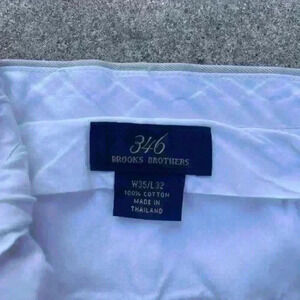 346
BROOKS BROTHERS
W35/L32
100% COTTON
MADE IN
THAILAND